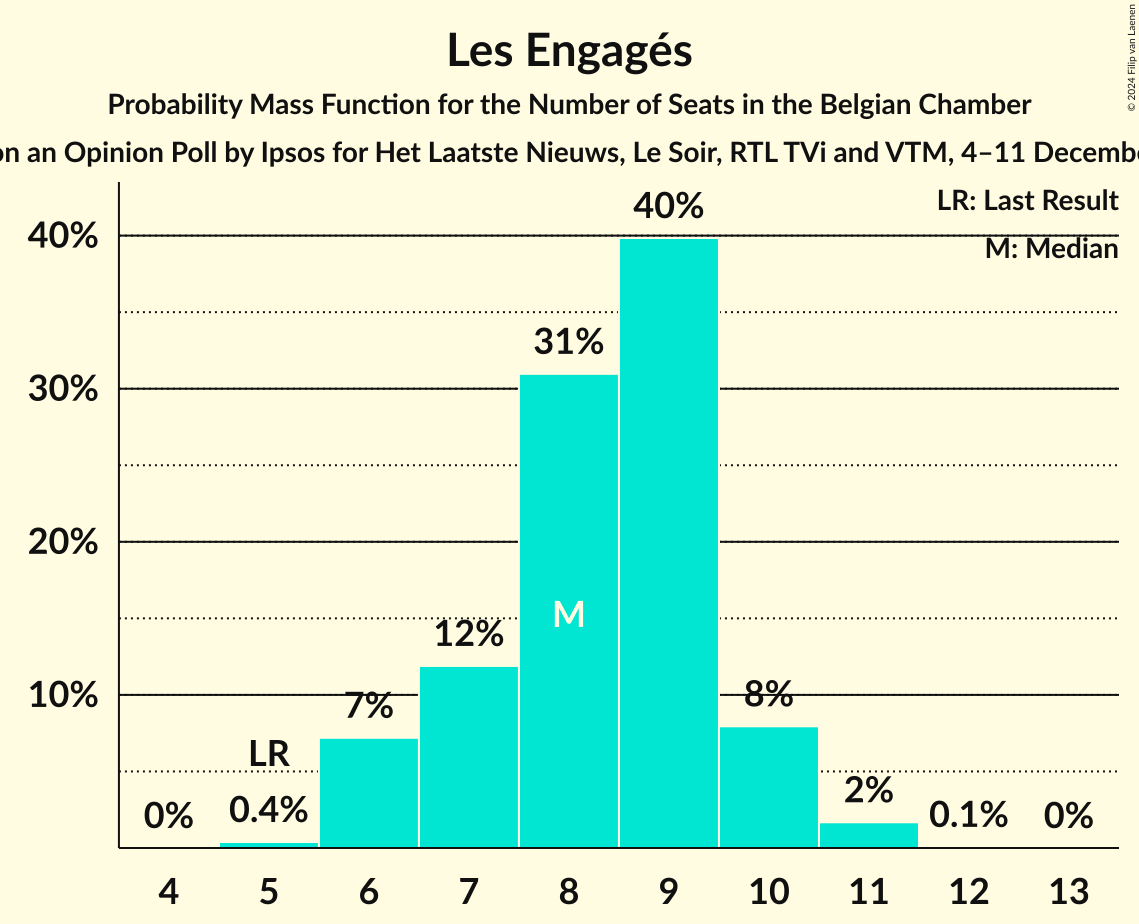 Les Engagés
Probability Mass Function for the Number of Seats in the Belgian Chamber
on an Opinion Poll by Ipsos for Het Laatste Nieuws, Le Soir, RTL TVi and VTM, 4–11
© 2024 Filip van Laenen
LR: Last Result
M: Median
40%
30%
20%
10%
0%
0.4%
LR
7%
12%
31%
M
40%
8%
2%
0.1%
0%
4 5 6 7 8 9 10 11 12 13